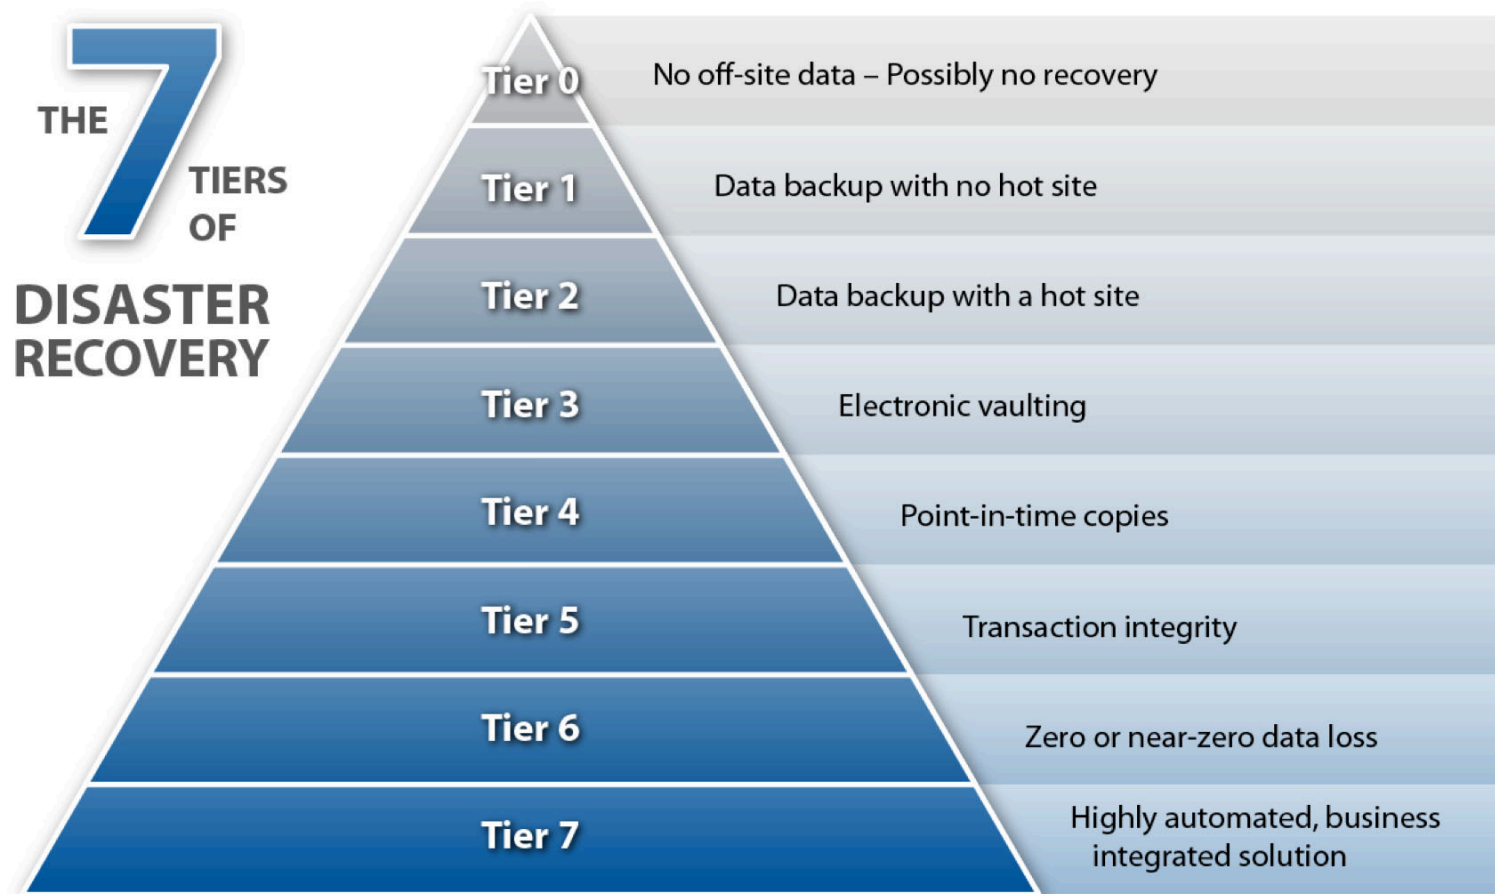 THE 7 TIERS
OF
DISASTER
RECOVERY
Tier 0
No off-site data – Possibly no recovery
Tier 1
Data backup with no hot site
Tier 2
Data backup with a hot site
Tier 3
Electronic vaulting
Tier 4
Point-in-time copies
Tier 5
Transaction integrity
Tier 6
Zero or near-zero data loss
Tier 7
Highly automated, business
integrated solution